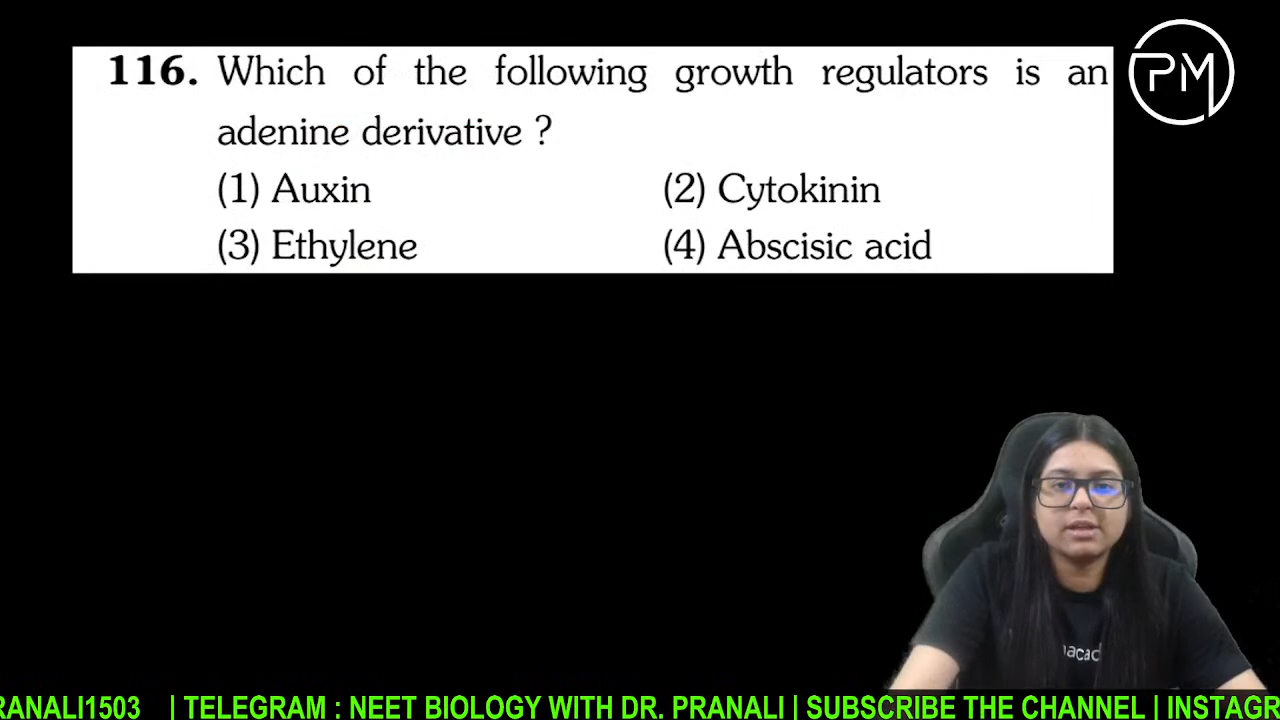 116. Which of the following growth regulators is an
adenine derivative ?
(1) Auxin (2) Cytokinin
(3) Ethylene (4) Abscisic acid
PM
acad
RANALI1503 | TELEGRAM : NEET BIOLOGY WITH DR. PRANALI | SUBSCRIBE THE CHANNEL | INSTAGR